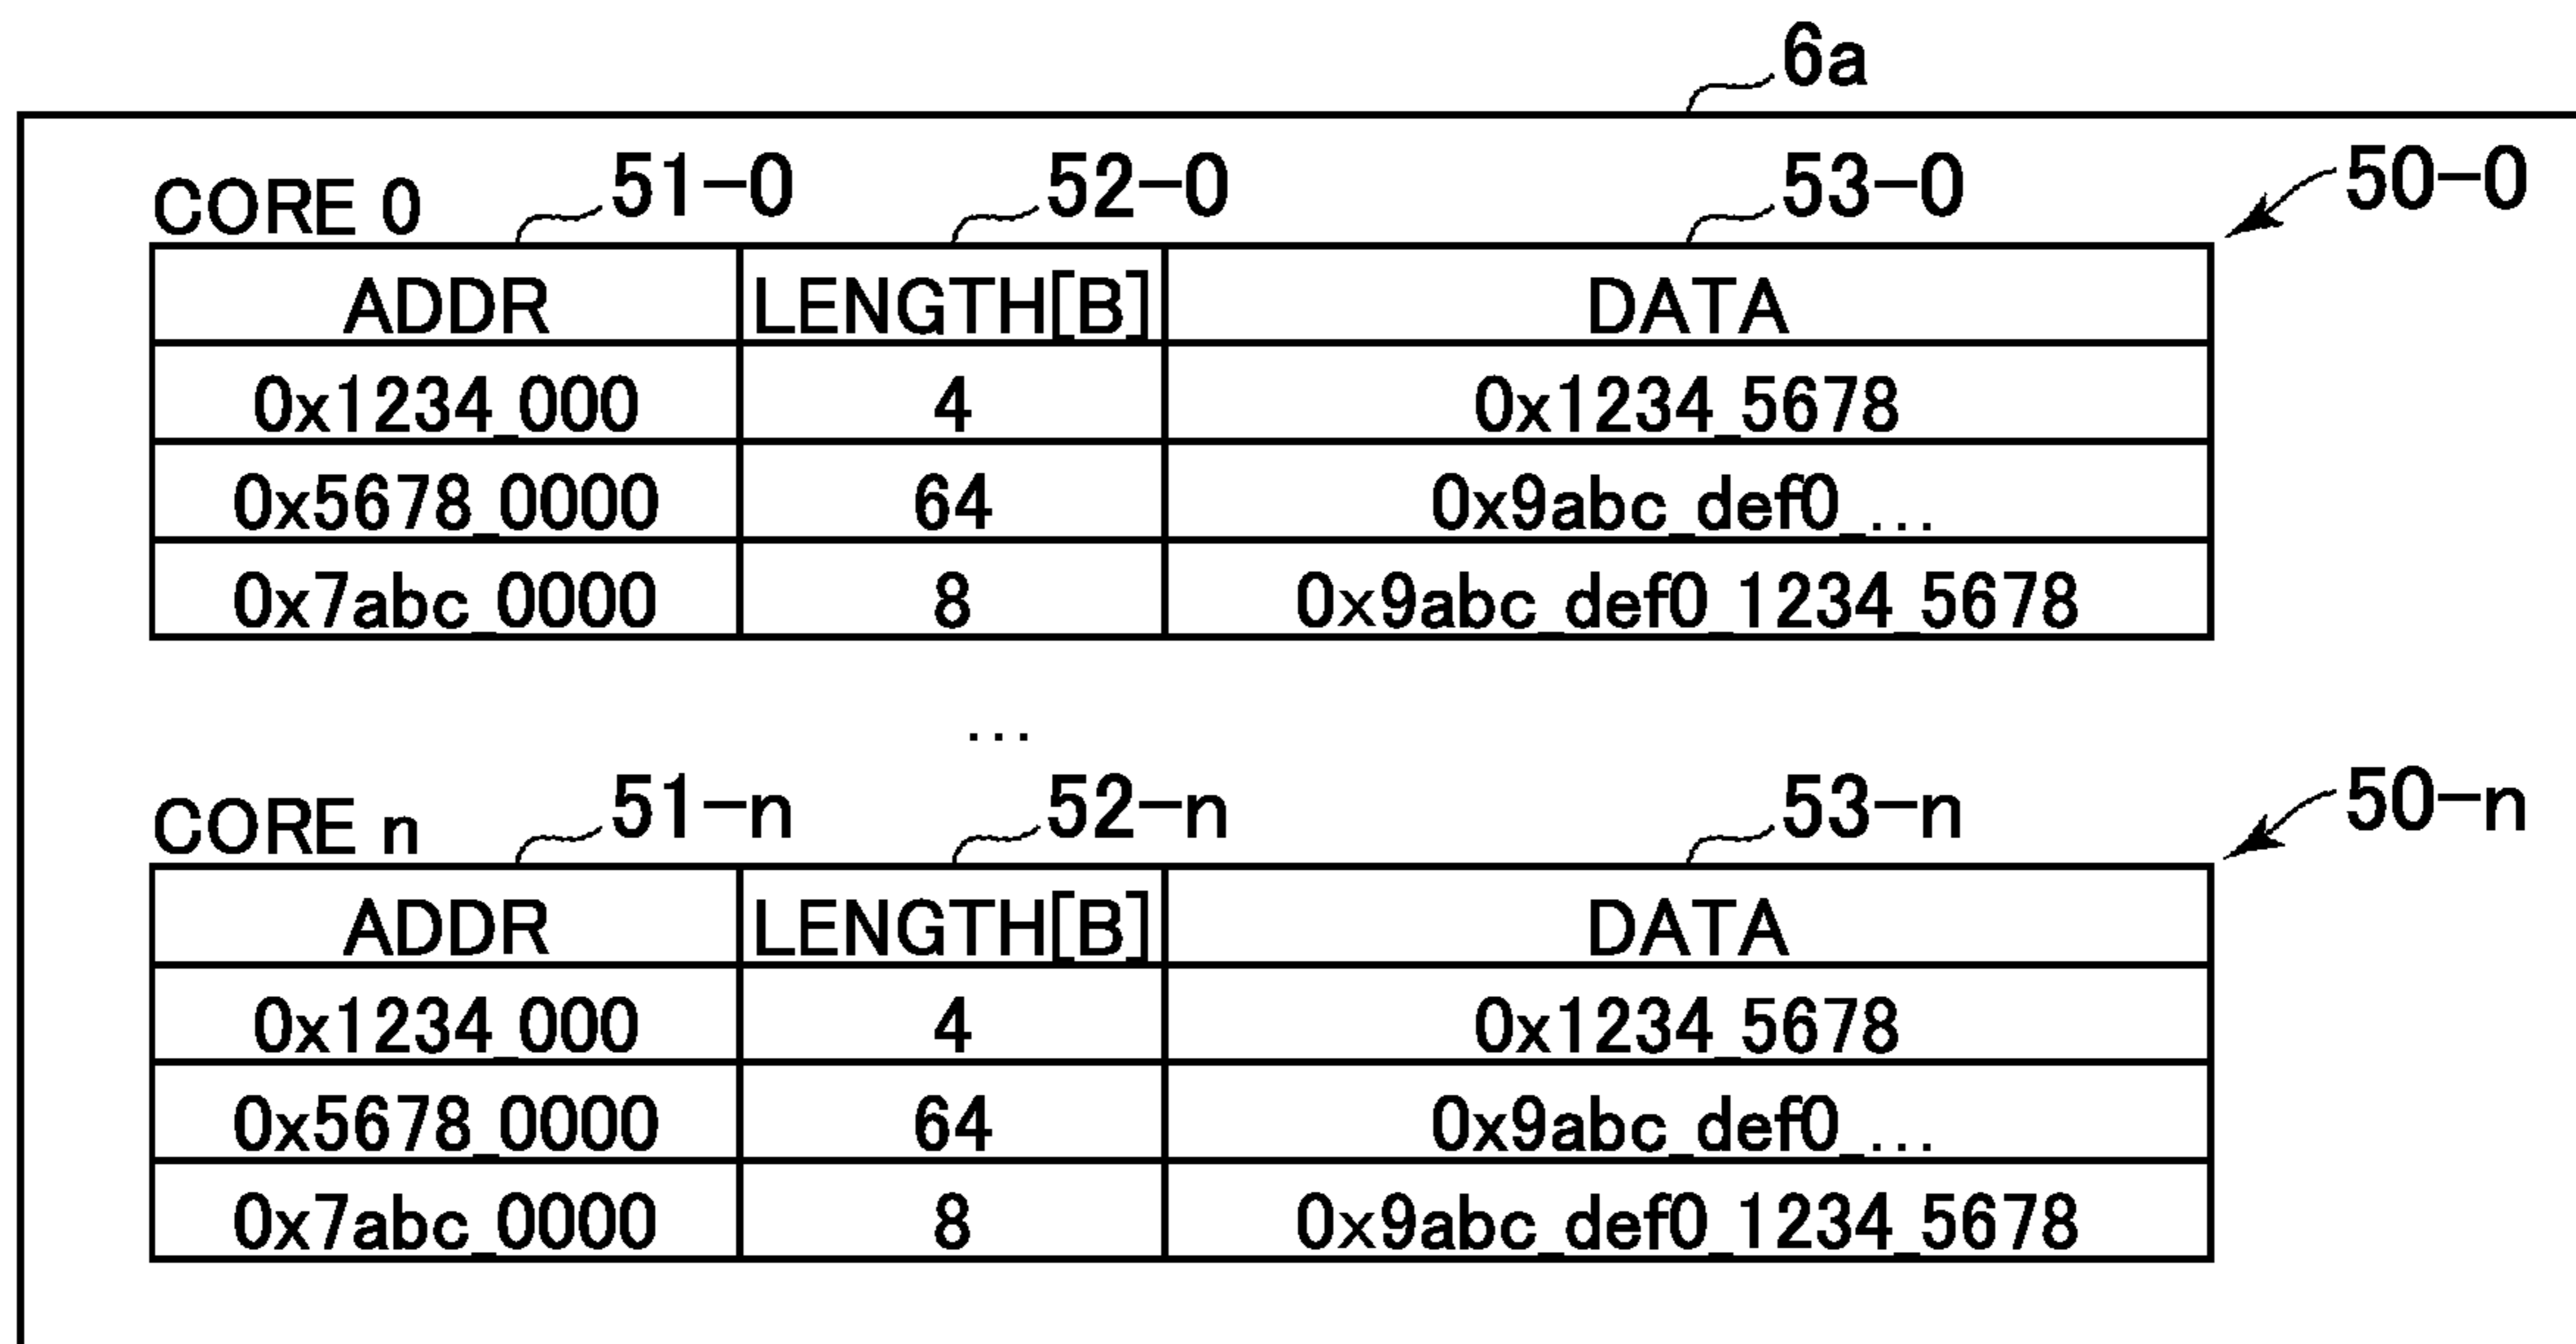 6a
CORE 0 51-0 52-0 53-0 50-0
ADDR LENGTH[B] DATA
0x1234_000 4 0x1234_5678
0x5678_0000 64 0x9abc_def0_...
0x7abc_0000 8 0x9abc_def0_1234_5678
...
CORE n 51-n 52-n 53-n 50-n
ADDR LENGTH[B] DATA
0x1234_000 4 0x1234_5678
0x5678_0000 64 0x9abc_def0_...
0x7abc_0000 8 0x9abc_def0_1234_5678